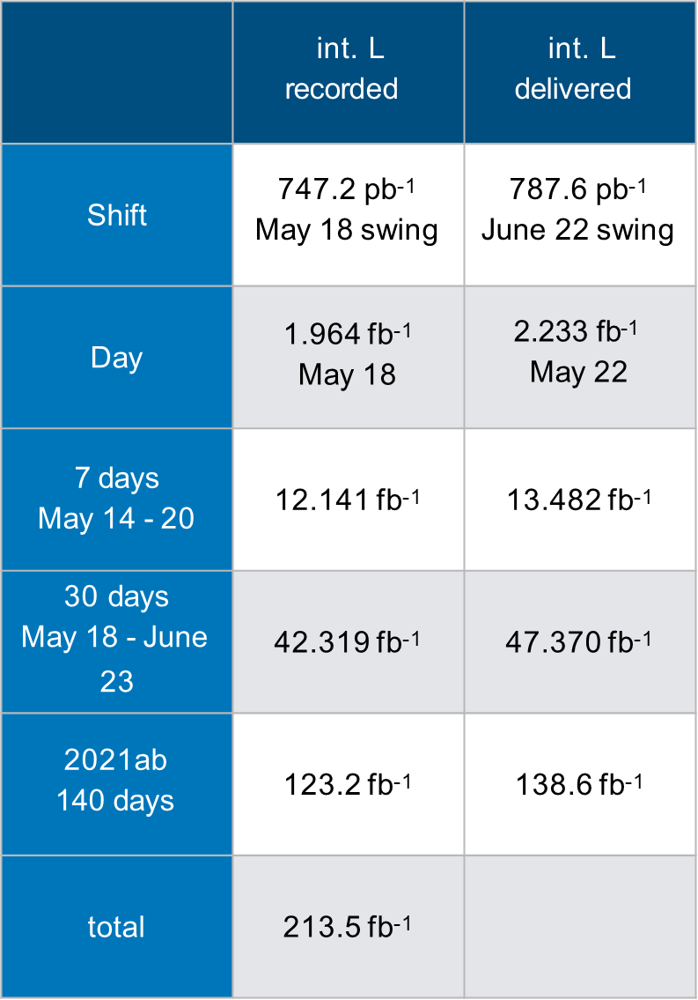 int. L
recorded
int. L
delivered
Shift
747.2 pb-1
May 18 swing
787.6 pb-1
June 22 swing
Day
1.964 fb-1
May 18
2.233 fb-1
May 22
7 days
May 14 - 20
12.141 fb-1
13.482 fb-1
30 days
May 18 - June
23
42.319 fb-1
47.370 fb-1
2021ab
140 days
123.2 fb-1
138.6 fb-1
total
213.5 fb-1